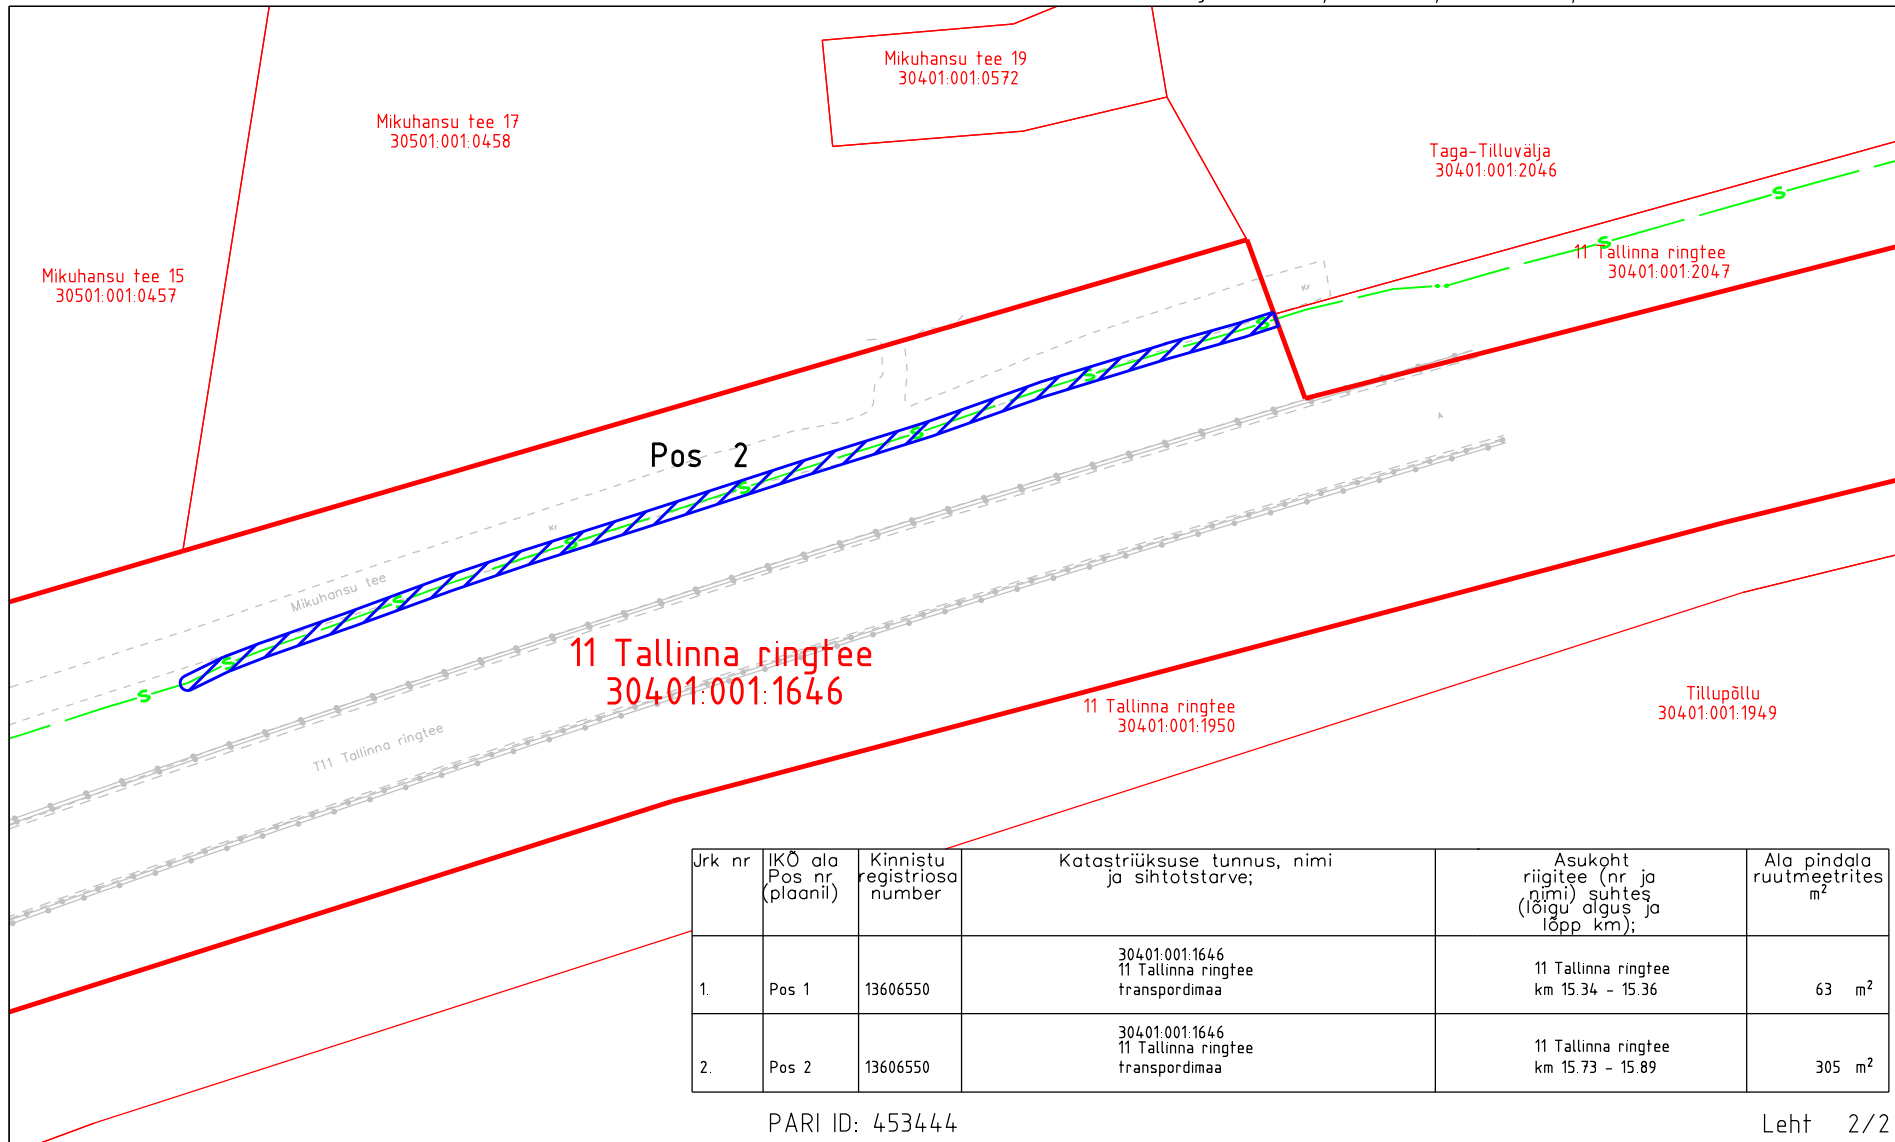 Mikuhansu tee 19
30401:001:0572
Mikuhansu tee 17
30501:001:0458
Taga-Tilluvälja
30401:001:2046
11 Tallinna ringtee
30401:001:2047
Mikuhansu tee 15
30501:001:0457
S
S
Kr
S
S
A
S
Pos 2
S
Kr
S
Mikuhansu tee
S
S
S
11 Tallinna ringtee
30401:001:1646
T11 Tallinna ringtee
11 Tallinna ringtee
30401:001:1950
Tillupõllu
30401:001:1949
Jrk nr
IKÕ ala
Pos nr
(plaanil)
Kinnistu
registriosa
number
Katastriüksuse tunnus, nimi
ja sihtotstarve;
Asukoht
riigitee (nr ja
nimi) suhtes
(lõigu algus ja
lõpp km);
Ala pindala
ruutmeetrites
m²
1.
Pos 1
13606550
30401:001:1646
11 Tallinna ringtee
transpordimaa
11 Tallinna ringtee
km 15.34 - 15.36
63 m²
2.
Pos 2
13606550
30401:001:1646
11 Tallinna ringtee
transpordimaa
11 Tallinna ringtee
km 15.73 - 15.89
305 m²
PARI ID: 453444
Leht 2/2